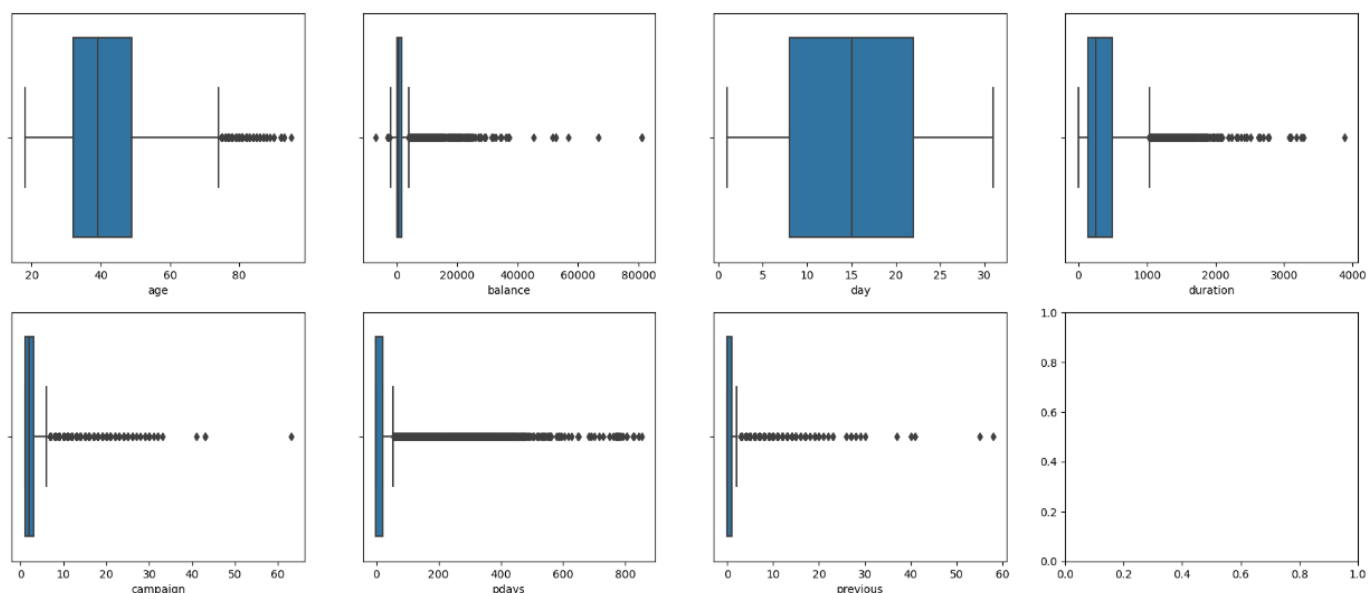 20 40 60 80
age
0 20000 40000 60000 80000
balance
0 5 10 15 20 25 30
day
0 1000 2000 3000 4000
duration
0 10 20 30 40 50 60
campaign
0 200 400 600 800
pdays
0 10 20 30 40 50 60
previous
1.0
0.8
0.6
0.4
0.2
0.0
0.0 0.2 0.4 0.6 0.8 1.0